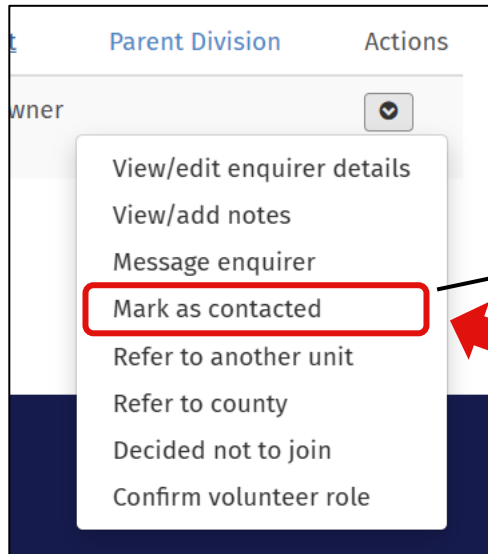 Parent Division Actions
wner
View/edit enquirer details
View/add notes
Message enquirer
Mark as contacted
Refer to another unit
Refer to county
Decided not to join
Confirm volunteer role